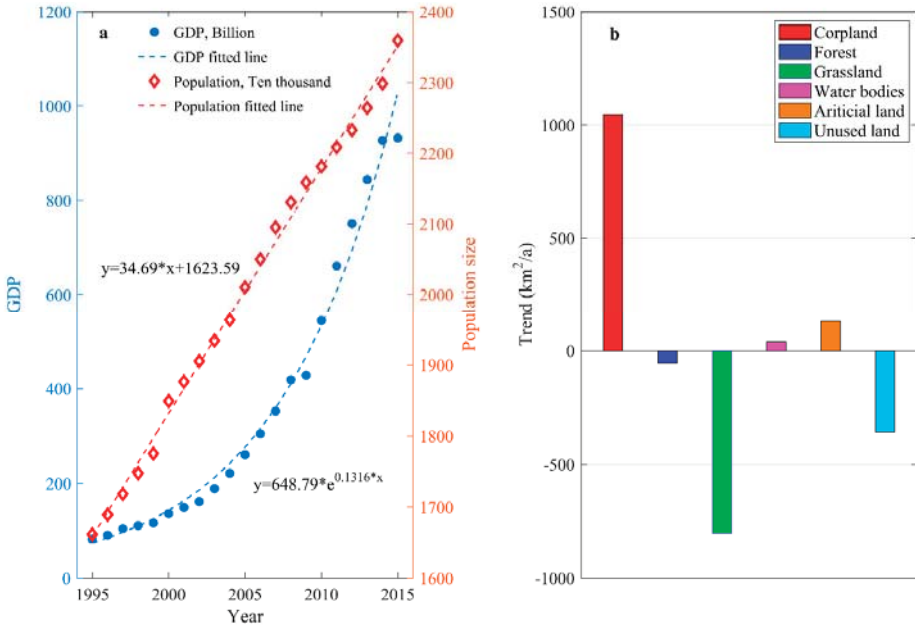 a
GDP, Billion
GDP fitted line
Population, Ten thousand
Population fitted line
y=34.69*x+1623.59
y=648.79*e^0.1316*x
GDP
1200
1000
800
600
400
200
0
Population size
2400
2300
2200
2100
2000
1900
1800
1700
1600
1995
2000
2005
2010
2015
Year
b
Corpland
Forest
Grassland
Water bodies
Ariticial land
Unused land
Trend (km²/a)
1500
1000
500
0
-500
-1000